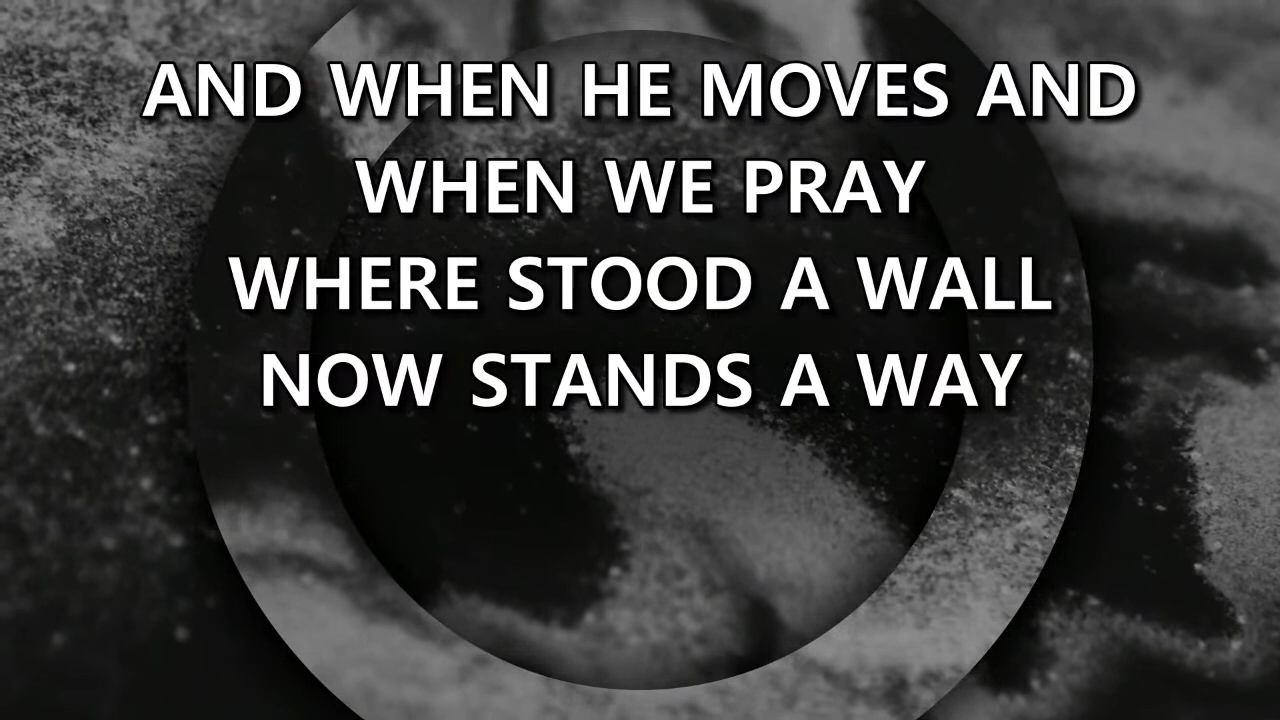 AND WHEN HE MOVES AND
WHEN WE PRAY
WHERE STOOD A WALL
NOW STANDS A WAY